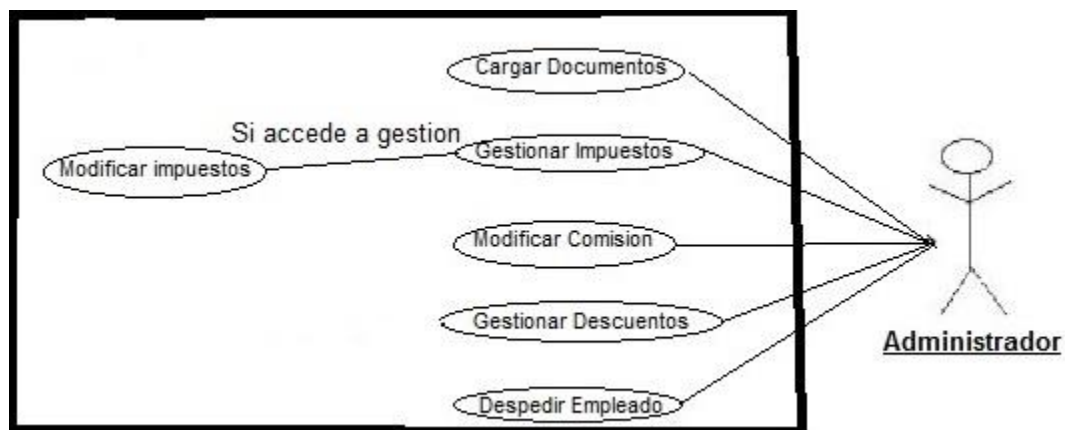 Cargar Documentos
Si accede a gestion
Gestionar Impuestos
Modificar impuestos
Modificar Comision
Gestionar Descuentos
Administrador
Despedir Empleado